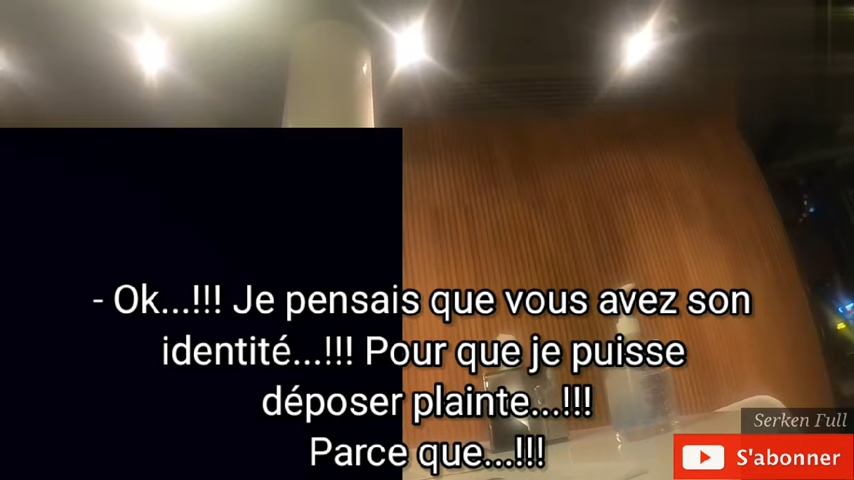 - Ok...!!! Je pensais que vous avez son
identité...!!! Pour que je puisse
déposer plainte...!!!
Parce que...!!!
Serken Full
S'abonner